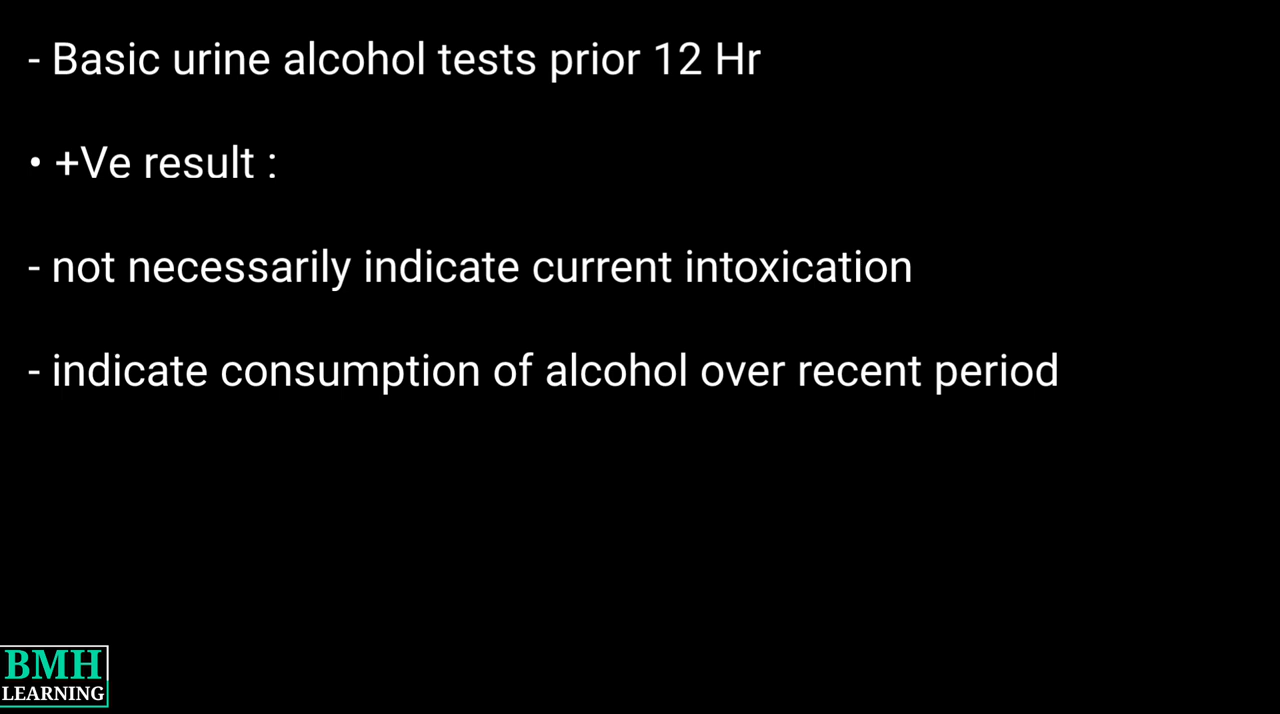 - Basic urine alcohol tests prior 12 Hr
• +Ve result :
- not necessarily indicate current intoxication
- indicate consumption of alcohol over recent period
BMH
LEARNING